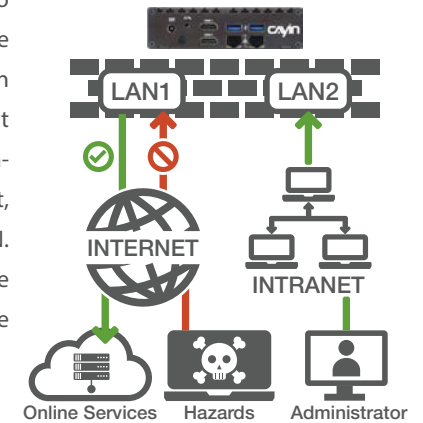 CAYIN
LAN1
LAN2
INTERNET
INTRANET
Online Services
Hazards
Administrator
t,